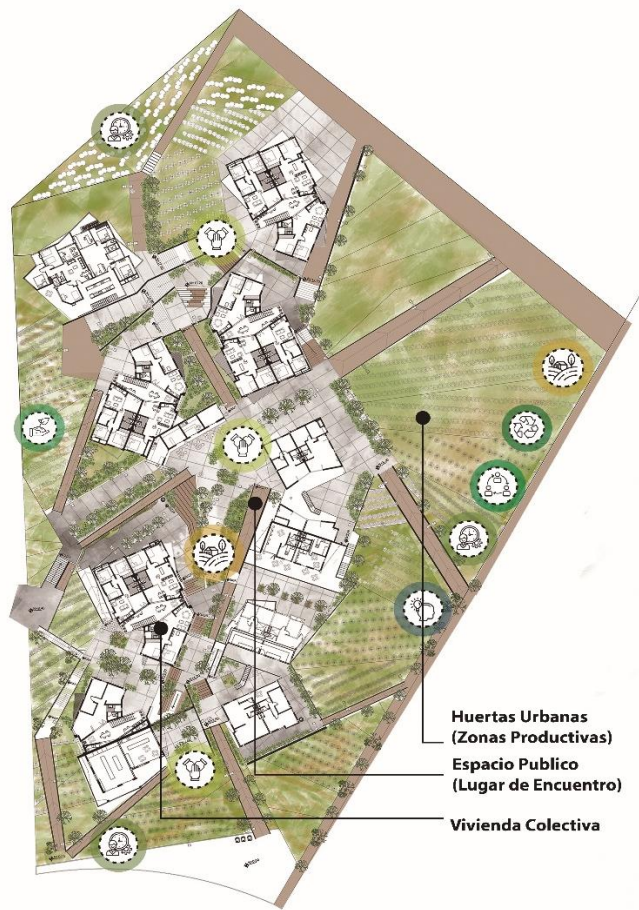 Huertas Urbanas
(Zonas Productivas)
Espacio Publico
(Lugar de Encuentro)
Vivienda Colectiva